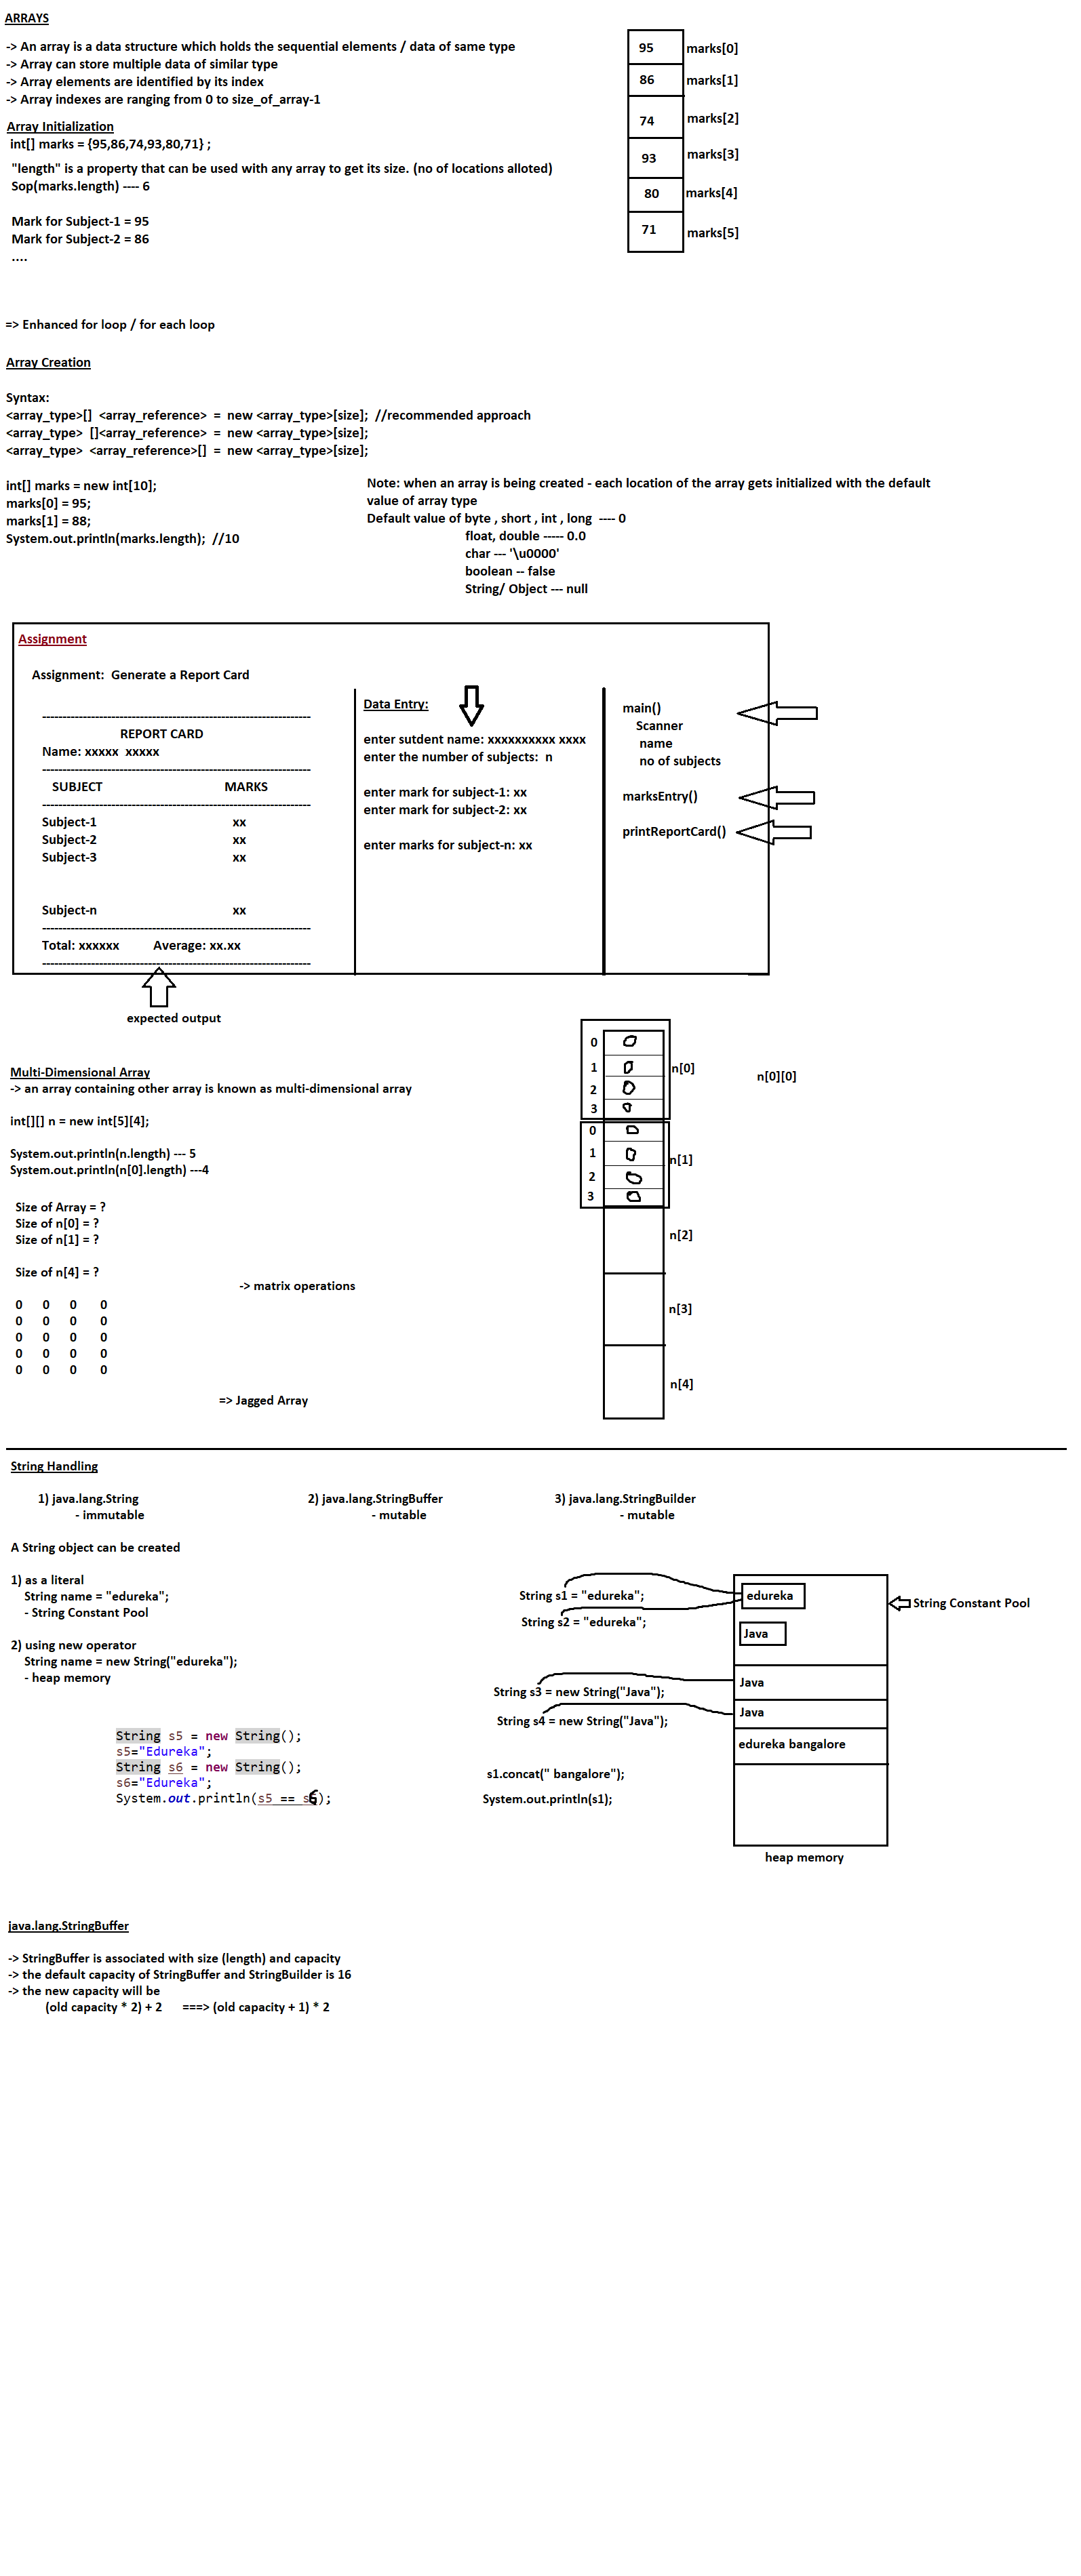 ARRAYS
-> An array is a data structure which holds the sequential elements / data of same type
-> Array can store multiple data of similar type
-> Array elements are identified by its index
-> Array indexes are ranging from 0 to size_of_array-1
Array Initialization
int[] marks = {95,86,74,93,80,71} ;
"length" is a property that can be used with any array to get its size. (no of locations alloted)
Sop(marks.length) ---- 6
Mark for Subject-1 = 95
Mark for Subject-2 = 86
....
95 marks[0]
86 marks[1]
74 marks[2]
93 marks[3]
80 marks[4]
71 marks[5]
=> Enhanced for loop / for each loop
Array Creation
Syntax:
<array_type>[] <array_reference> = new <array_type>[size]; //recommended approach
<array_type> []<array_reference> = new <array_type>[size];
<array_type> <array_reference>[] = new <array_type>[size];
int[] marks = new int[10];
marks[0] = 95;
marks[1] = 88;
System.out.println(marks.length); //10
Note: when an array is being created - each location of the array gets initialized with the default
value of array type
Default value of byte , short , int , long ---- 0
float, double ----- 0.0
char --- '\u0000'
boolean -- false
String/ Object --- null
Assignment
Assignment: Generate a Report Card
------------------------------------------------------------------
REPORT CARD
Name: xxxxx xxxxx
------------------------------------------------------------------
SUBJECT MARKS
------------------------------------------------------------------
Subject-1 xx
Subject-2 xx
Subject-3 xx
Subject-n xx
------------------------------------------------------------------
Total: xxxxxx Average: xx.xx
------------------------------------------------------------------
expected output
Data Entry:
enter sutdent name: xxxxxxxxxx xxxx
enter the number of subjects: n
enter mark for subject-1: xx
enter mark for subject-2: xx
enter marks for subject-n: xx
main()
Scanner
name
no of subjects
marksEntry()
printReportCard()
Multi-Dimensional Array
-> an array containing other array is known as multi-dimensional array
int[][] n = new int[5][4];
System.out.println(n.length) --- 5
System.out.println(n[0].length) ---4
Size of Array = ?
Size of n[0] = ?
Size of n[1] = ?
Size of n[4] = ?
-> matrix operations
0 0 0 0
0 0 0 0
0 0 0 0
0 0 0 0
0 0 0 0
=> Jagged Array
0 0
1 0
2 0
3 0
n[0]
n[0][0]
0 0
1 0
2 0
3 0
n[1]
n[2]
n[3]
n[4]
String Handling
1) java.lang.String 2) java.lang.StringBuffer 3) java.lang.StringBuilder
- immutable - mutable - mutable
A String object can be created
1) as a literal
String name = "edureka";
- String Constant Pool
2) using new operator
String name = new String("edureka");
- heap memory
String s5 = new String();
s5="Edureka";
String s6 = new String();
s6="Edureka";
System.out.println(s5 == s6);
String s1 = "edureka";
String s2 = "edureka";
String s3 = new String("Java");
String s4 = new String("Java");
s1.concat(" bangalore");
System.out.println(s1);
edureka
Java
String Constant Pool
Java
Java
edureka bangalore
heap memory
java.lang.StringBuffer
-> StringBuffer is associated with size (length) and capacity
-> the default capacity of StringBuffer and StringBuilder is 16
-> the new capacity will be
(old capacity * 2) + 2 ===> (old capacity + 1) * 2